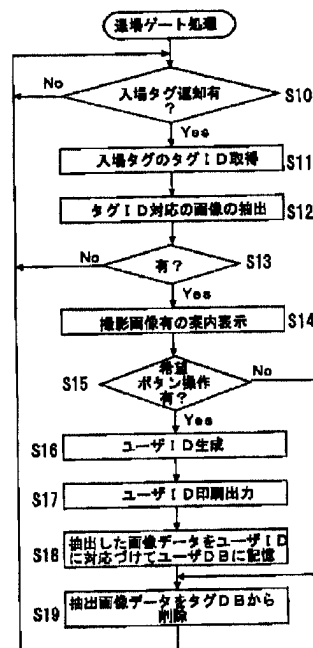 退場ゲート処理
No
入場タグ返却有
?
S10
Yes
入場タグのタグID取得
S11
タグID対応の画像の抽出
S12
No
有?
S13
Yes
撮影画像有の案内表示
S14
希望
ボタン操作
有?
S15
No
Yes
S16
ユーザID生成
S17
ユーザID印刷出力
抽出した画像データをユーザID
に対応づけてユーザDBに記憶
S18
抽出画像データをタグDBから
削除
S19